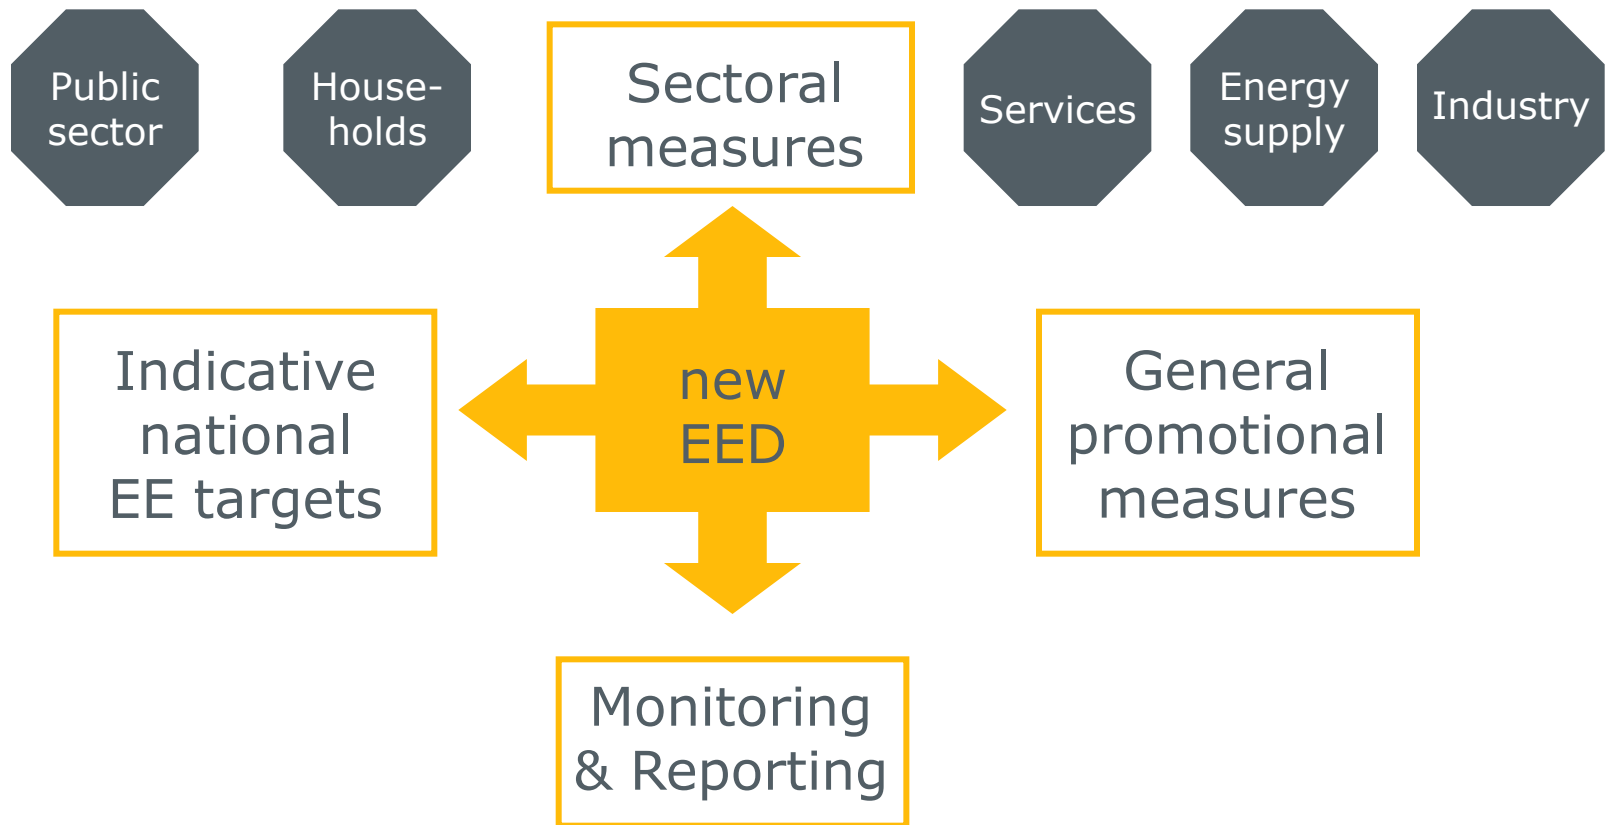 Public
sector
House-
holds
Sectoral
measures
Services
Energy
supply
Industry
Indicative
national
EE targets
new
EED
General
promotional
measures
Monitoring
& Reporting